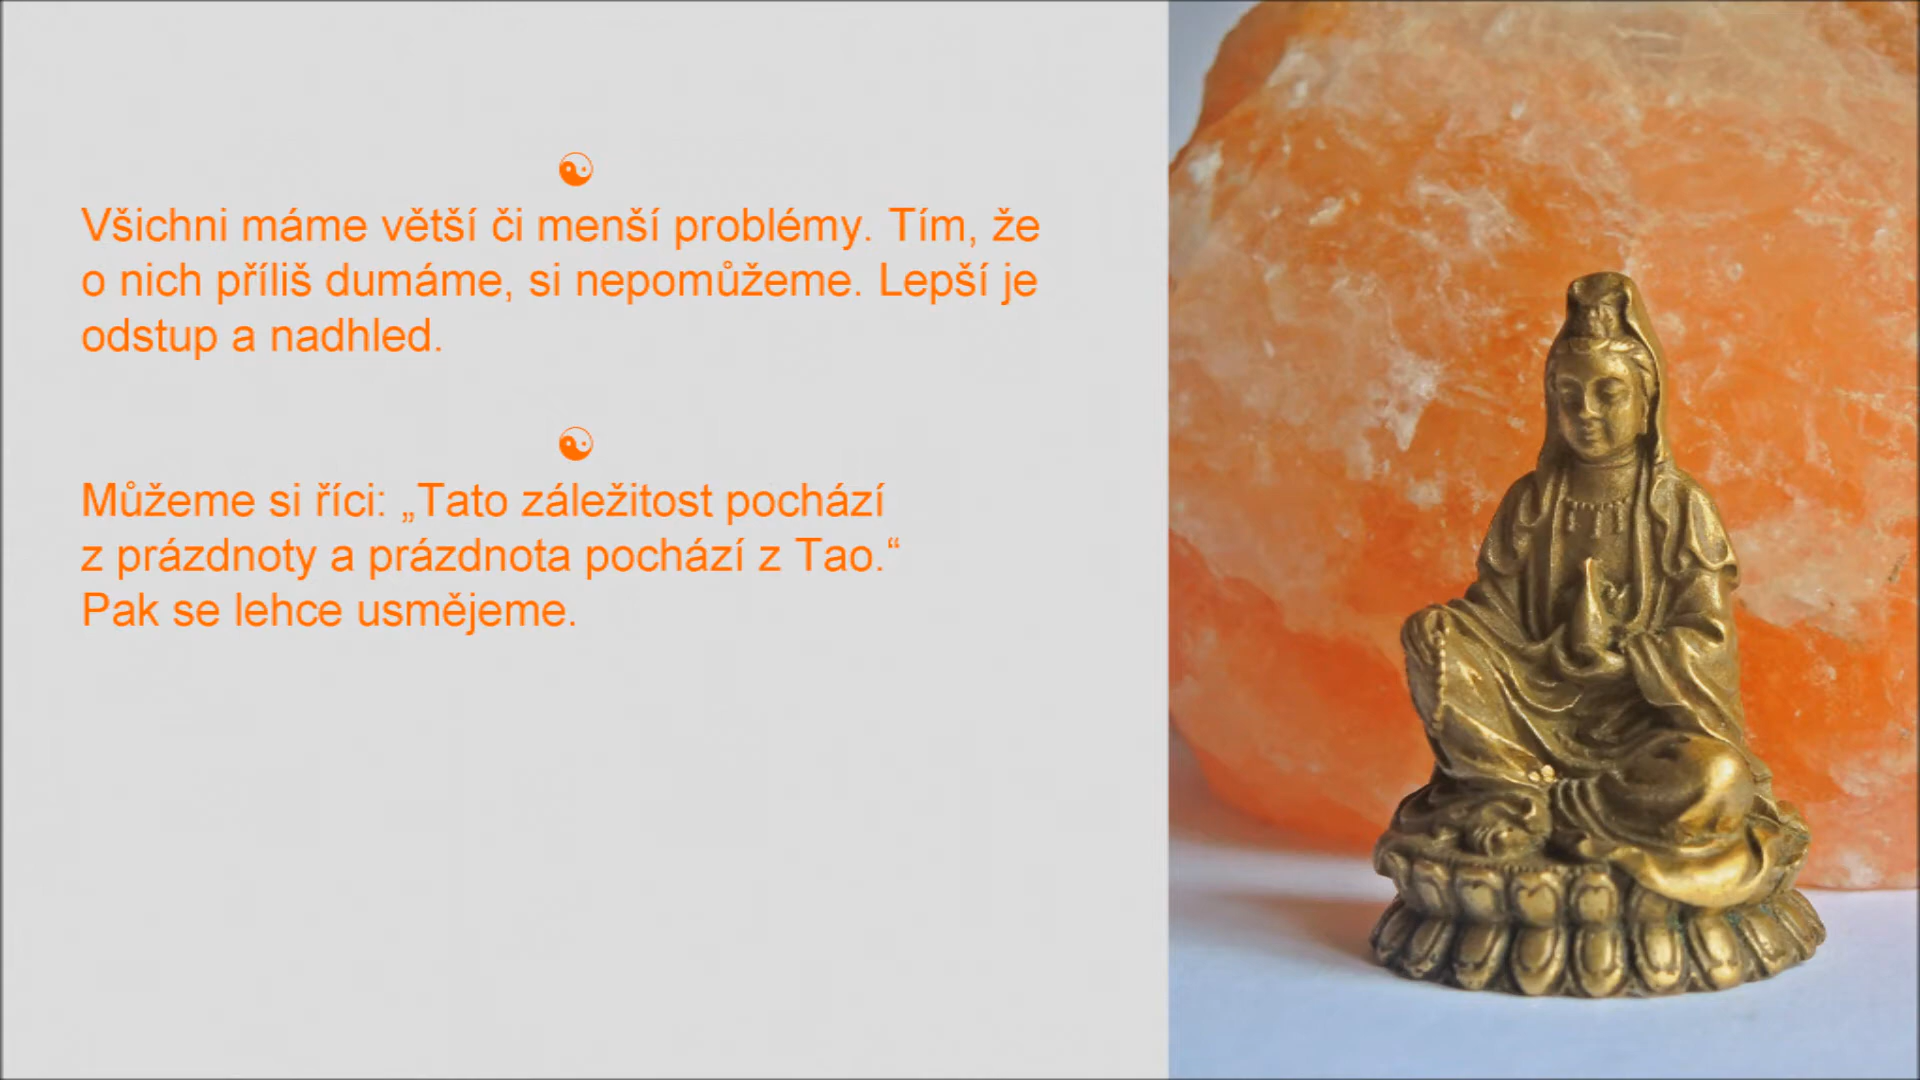 ☯
Všichni máme větší či menší problémy. Tím, že
o nich příliš dumáme, si nepomůžeme. Lepší je
odstup a nadhled.
☯
Můžeme si říci: „Tato záležitost pochází
z prázdnoty a prázdnota pochází z Tao.“
Pak se lehce usmějeme.